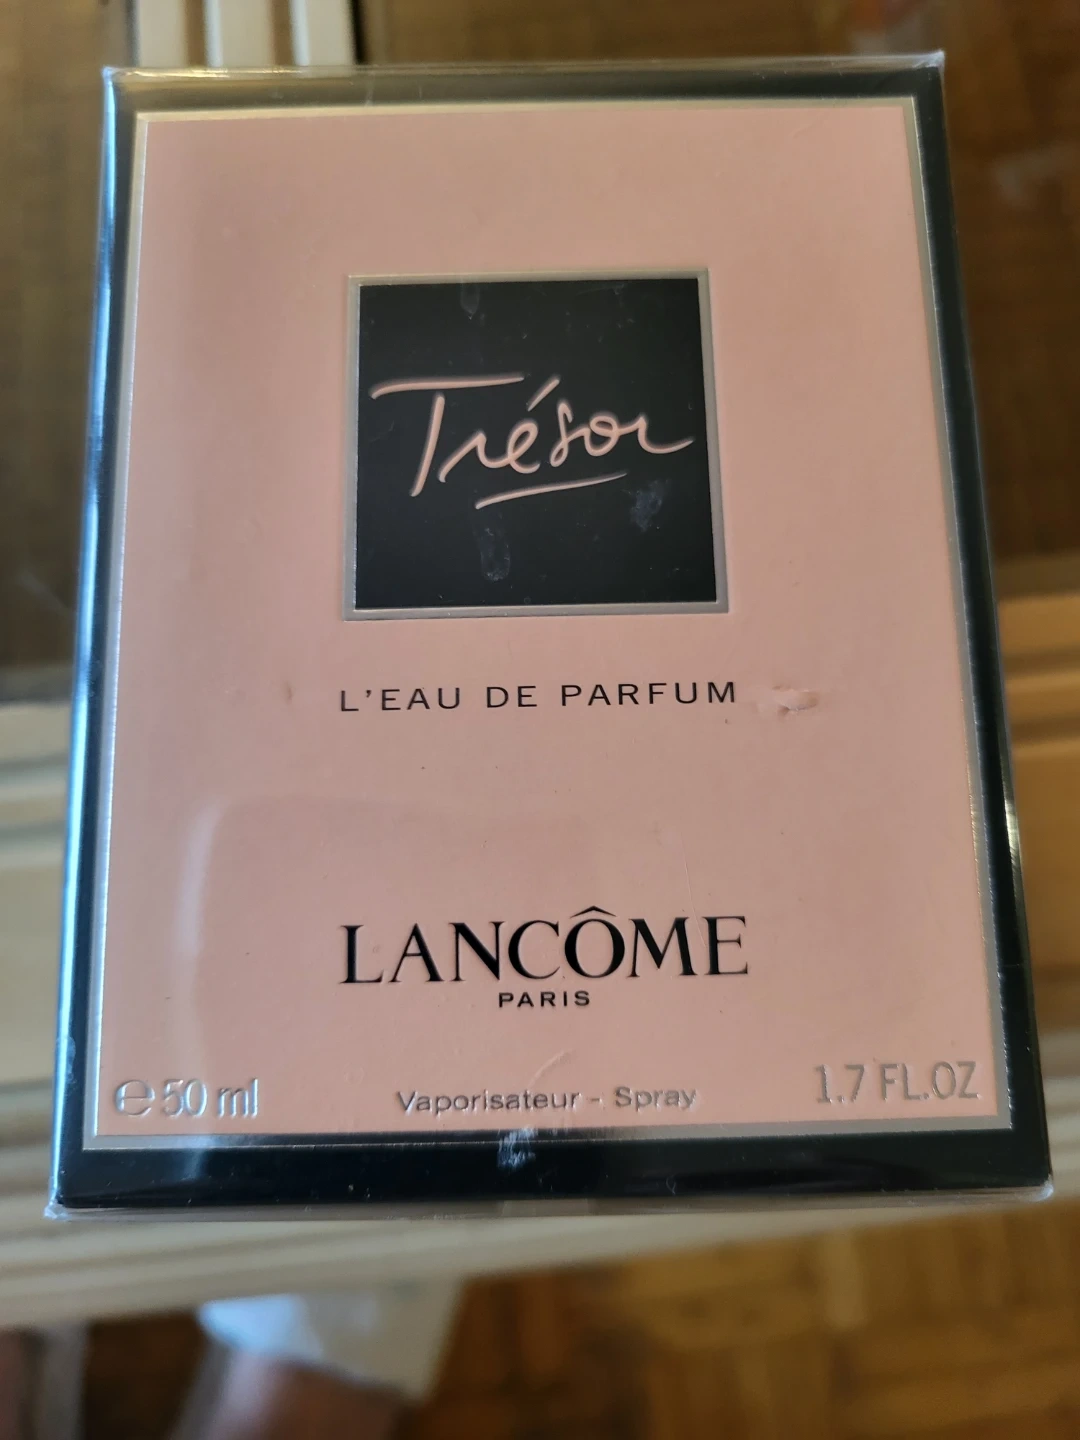 Trésor
L'EAU DE PARFUM
LANCÔME
PARIS
℮ 50 ml
Vaporisateur - Spray
1.7 FL.OZ